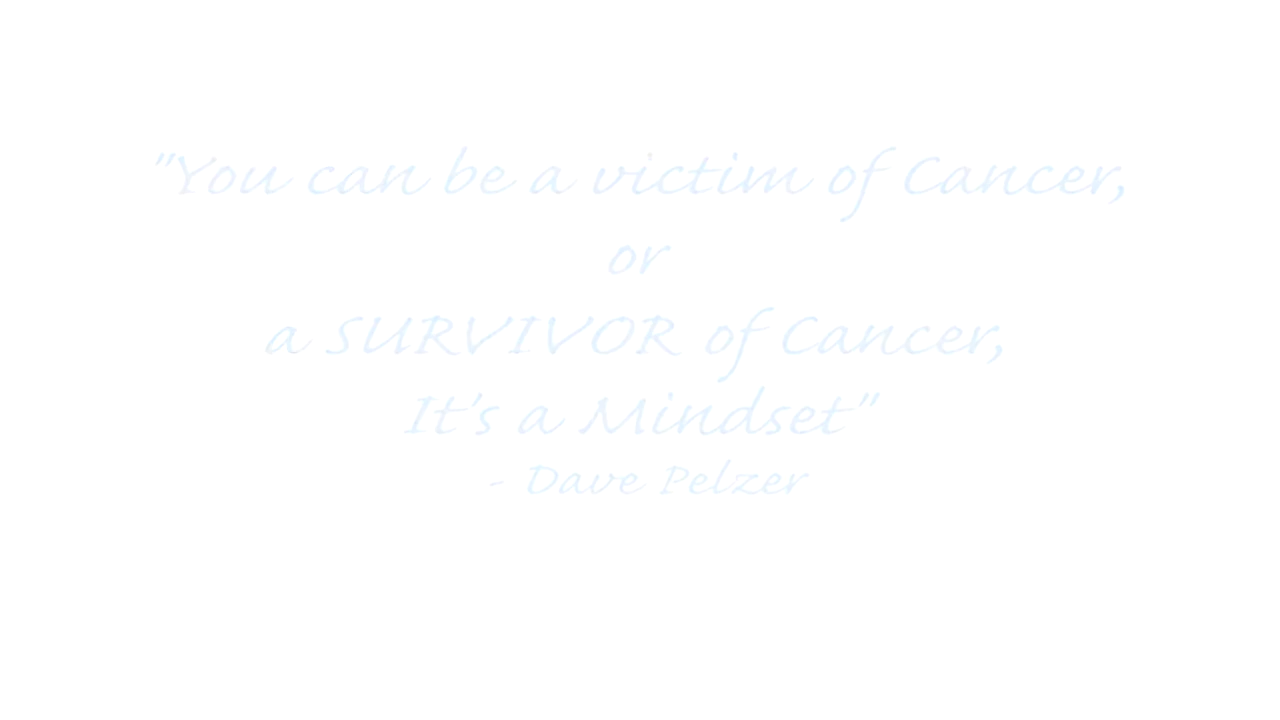 "You can be a victim of Cancer,
or
a SURVIVOR of Cancer,
It's a Mindset"
- Dave Pelzer